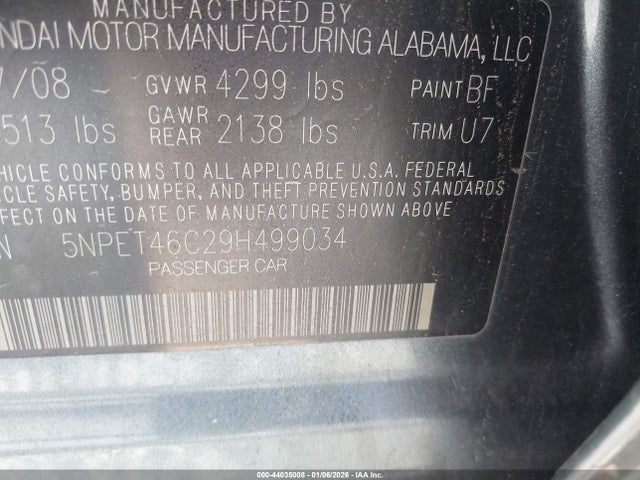 MANUFACTURED BY
NDAI MOTOR MANUFACTURING ALABAMA, LLC
/08 GVWR 4299 lbs PAINT BF
513 lbs GAWR REAR 2138 lbs TRIM U7
HICLE CONFORMS TO ALL APPLICABLE U.S.A. FEDERAL
CLE SAFETY, BUMPER, AND THEFT PREVENTION STANDARDS
EFFECT ON THE DATE OF MANUFACTURE SHOWN ABOVE.
N 5NPET46C29H499034
PASSENGER CAR
000-44035008 - 01/06/2026 - IAA Inc.